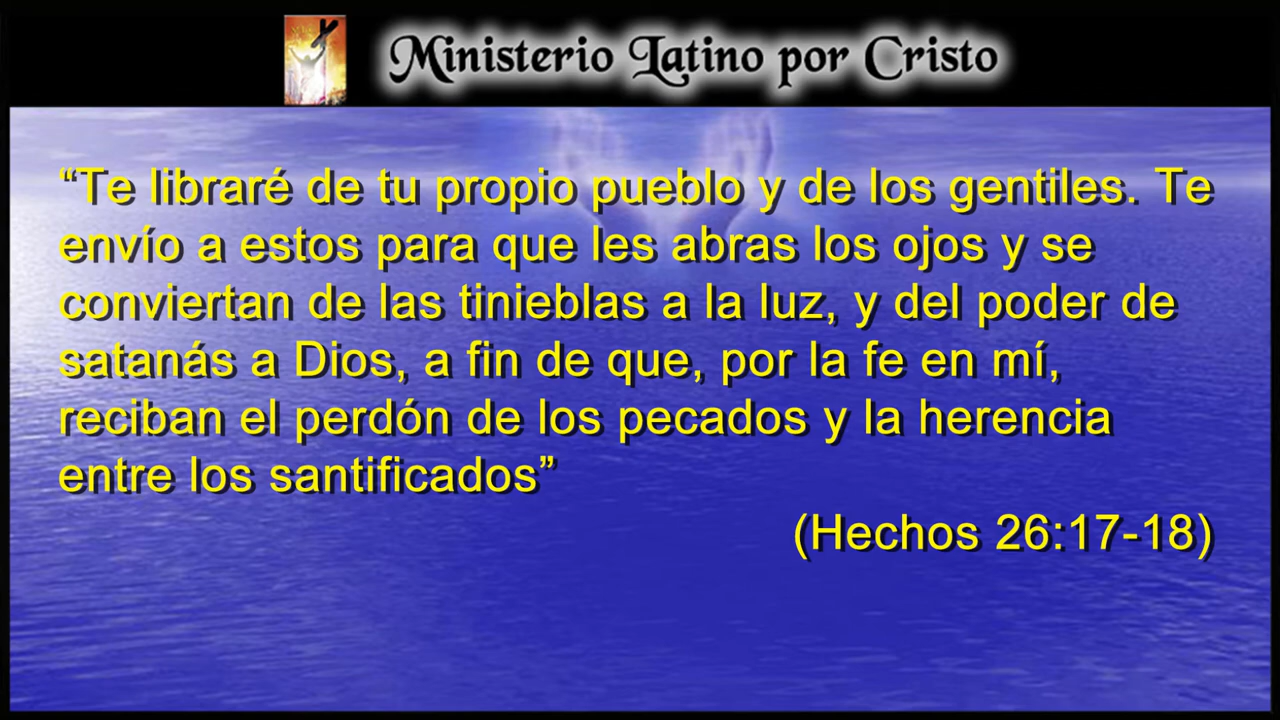 Ministerio Latino por Cristo
“Te libraré de tu propio pueblo y de los gentiles. Te
envío a estos para que les abras los ojos y se
conviertan de las tinieblas a la luz, y del poder de
satanás a Dios, a fin de que, por la fe en mí,
reciban el perdón de los pecados y la herencia
entre los santificados”
(Hechos 26:17-18)